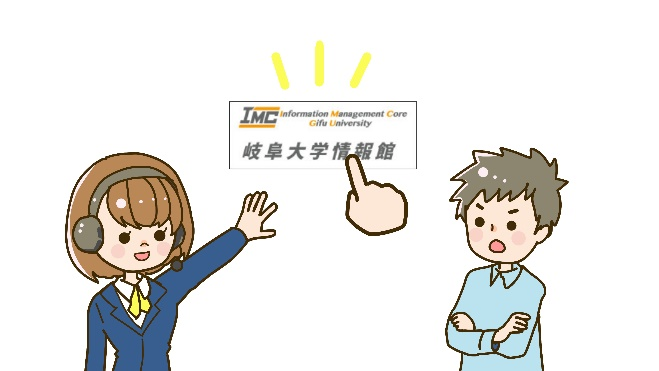 IMC Information Management Core
Gifu University
岐阜大学情報館